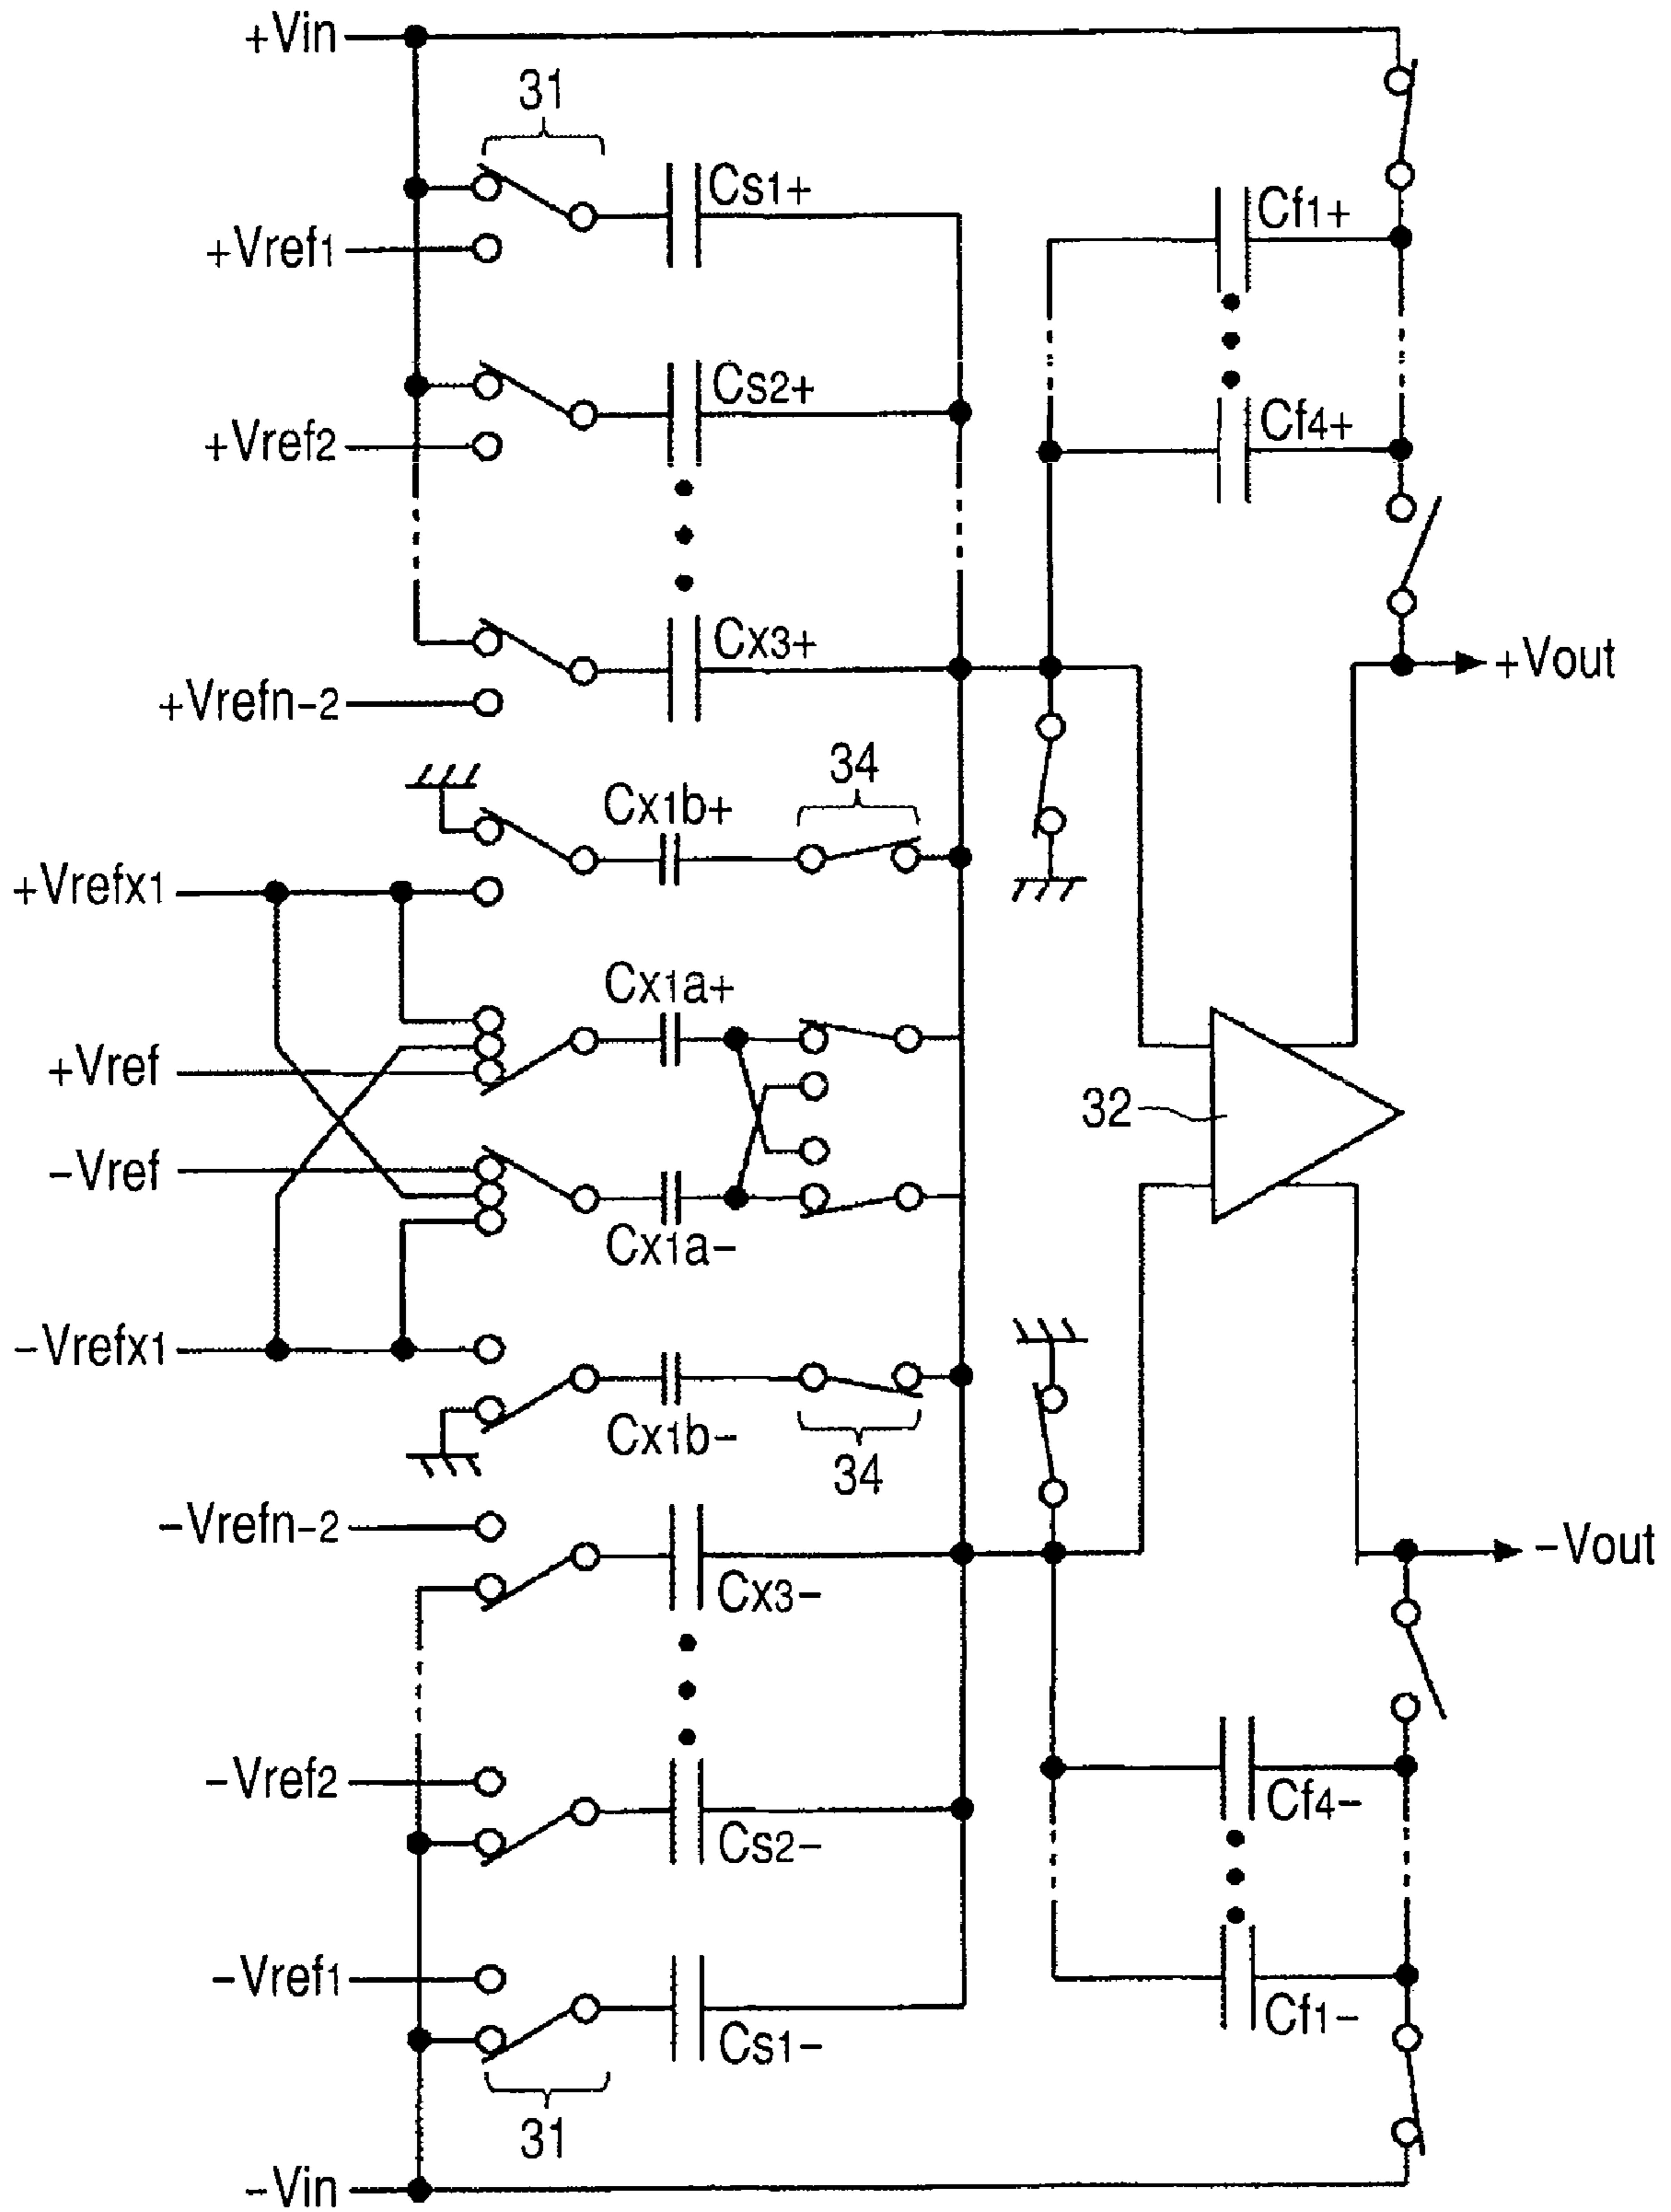 +Vin
31
Cs1+
Cf1+
+Vref1
Cs2+
Cf4+
+Vref2
Cx3+
+Vout
+Vrefn-2
34
Cx1b+
+Vrefx1
Cx1a+
+Vref
32
-Vref
Cx1a-
-Vrefx1
Cx1b-
34
-Vrefn-2
-Vout
Cx3-
-Vref2
Cf4-
Cs2-
-Vref1
Cf1-
Cs1-
31
-Vin